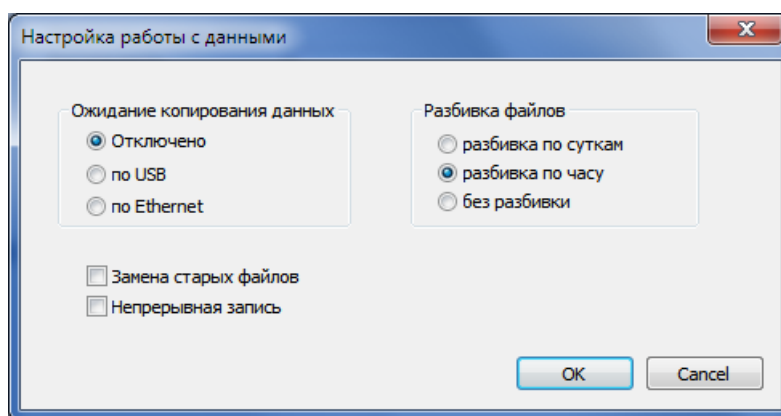 Настройка работы с данными
Ожидание копирования данных
Отключено
по USB
по Ethernet
Разбивка файлов
разбивка по суткам
разбивка по часу
без разбивки
Замена старых файлов
Непрерывная запись
OK
Cancel